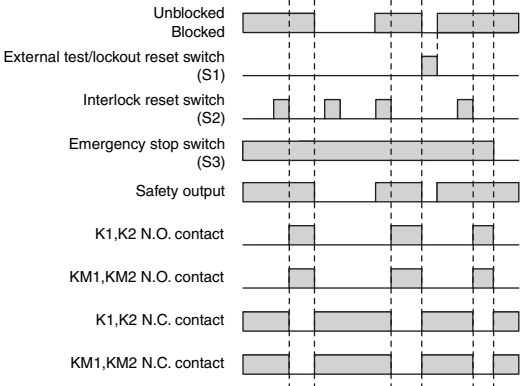 Unblocked
Blocked
External test/lockout reset switch
(S1)
Interlock reset switch
(S2)
Emergency stop switch
(S3)
Safety output
K1,K2 N.O. contact
KM1,KM2 N.O. contact
K1,K2 N.C. contact
KM1,KM2 N.C. contact